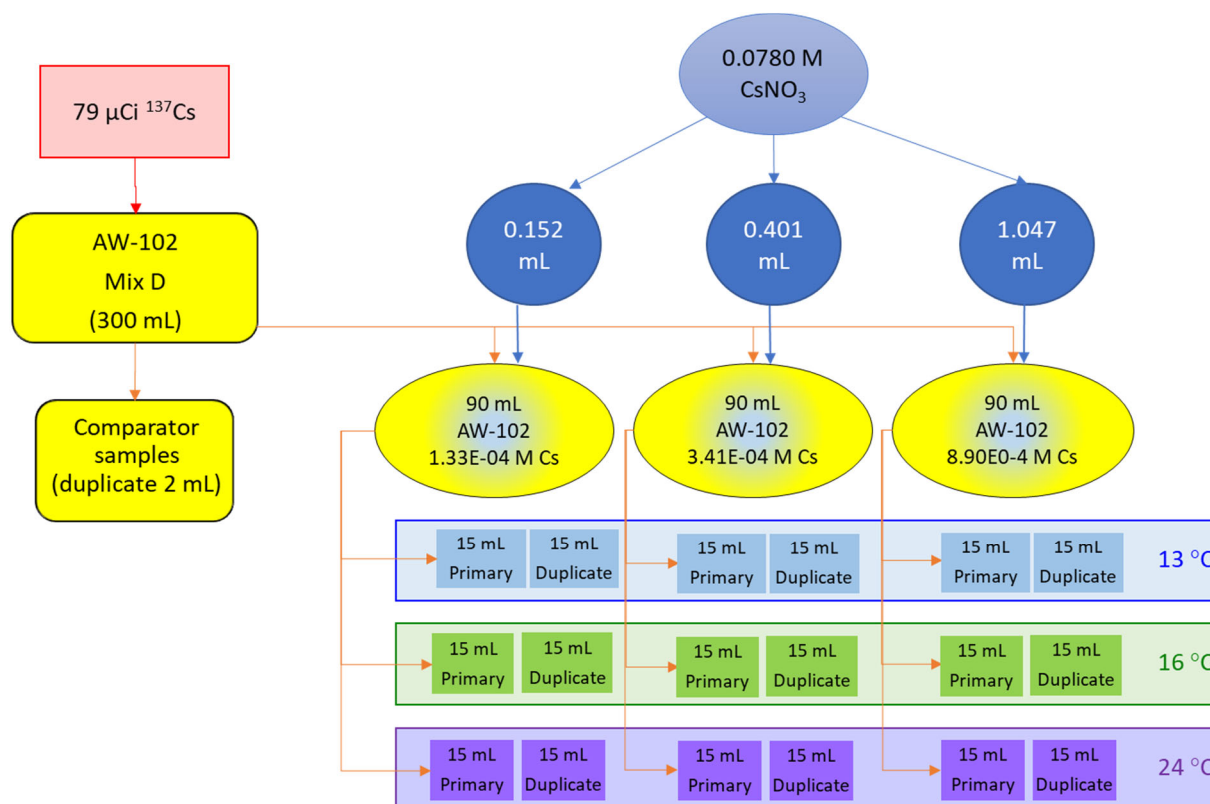 0.0780 M
CsNO₃
79 µCi ¹³⁷Cs
AW-102
Mix D
(300 mL)
0.152
mL
0.401
mL
1.047
mL
Comparator
samples
(duplicate 2 mL)
90 mL
AW-102
1.33E-04 M Cs
90 mL
AW-102
3.41E-04 M Cs
90 mL
AW-102
8.90E0-4 M Cs
15 mL
Primary
15 mL
Duplicate
15 mL
Primary
15 mL
Duplicate
15 mL
Primary
15 mL
Duplicate
13 °C
15 mL
Primary
15 mL
Duplicate
15 mL
Primary
15 mL
Duplicate
15 mL
Primary
15 mL
Duplicate
16 °C
15 mL
Primary
15 mL
Duplicate
15 mL
Primary
15 mL
Duplicate
15 mL
Primary
15 mL
Duplicate
24 °C